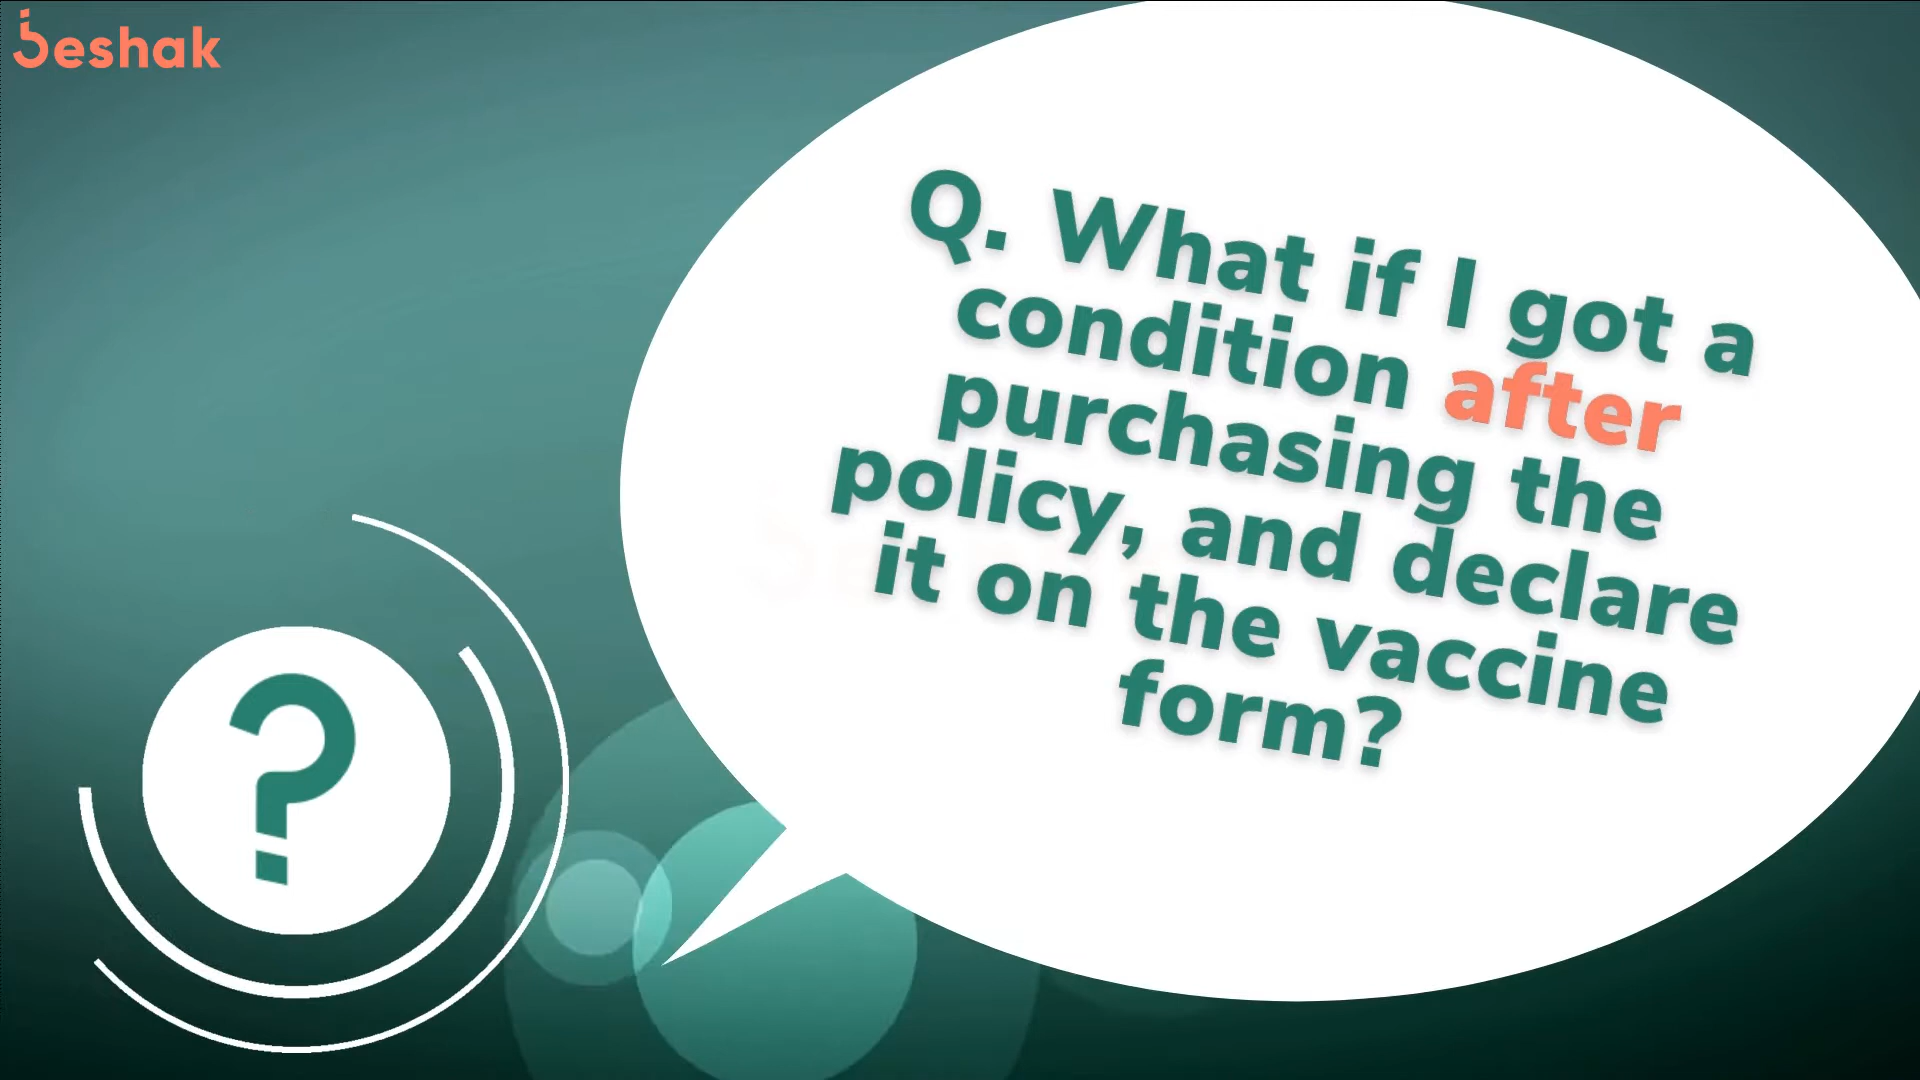 beshak
Q. What if I got a
condition after
purchasing the
policy, and declare
it on the vaccine
form?
?